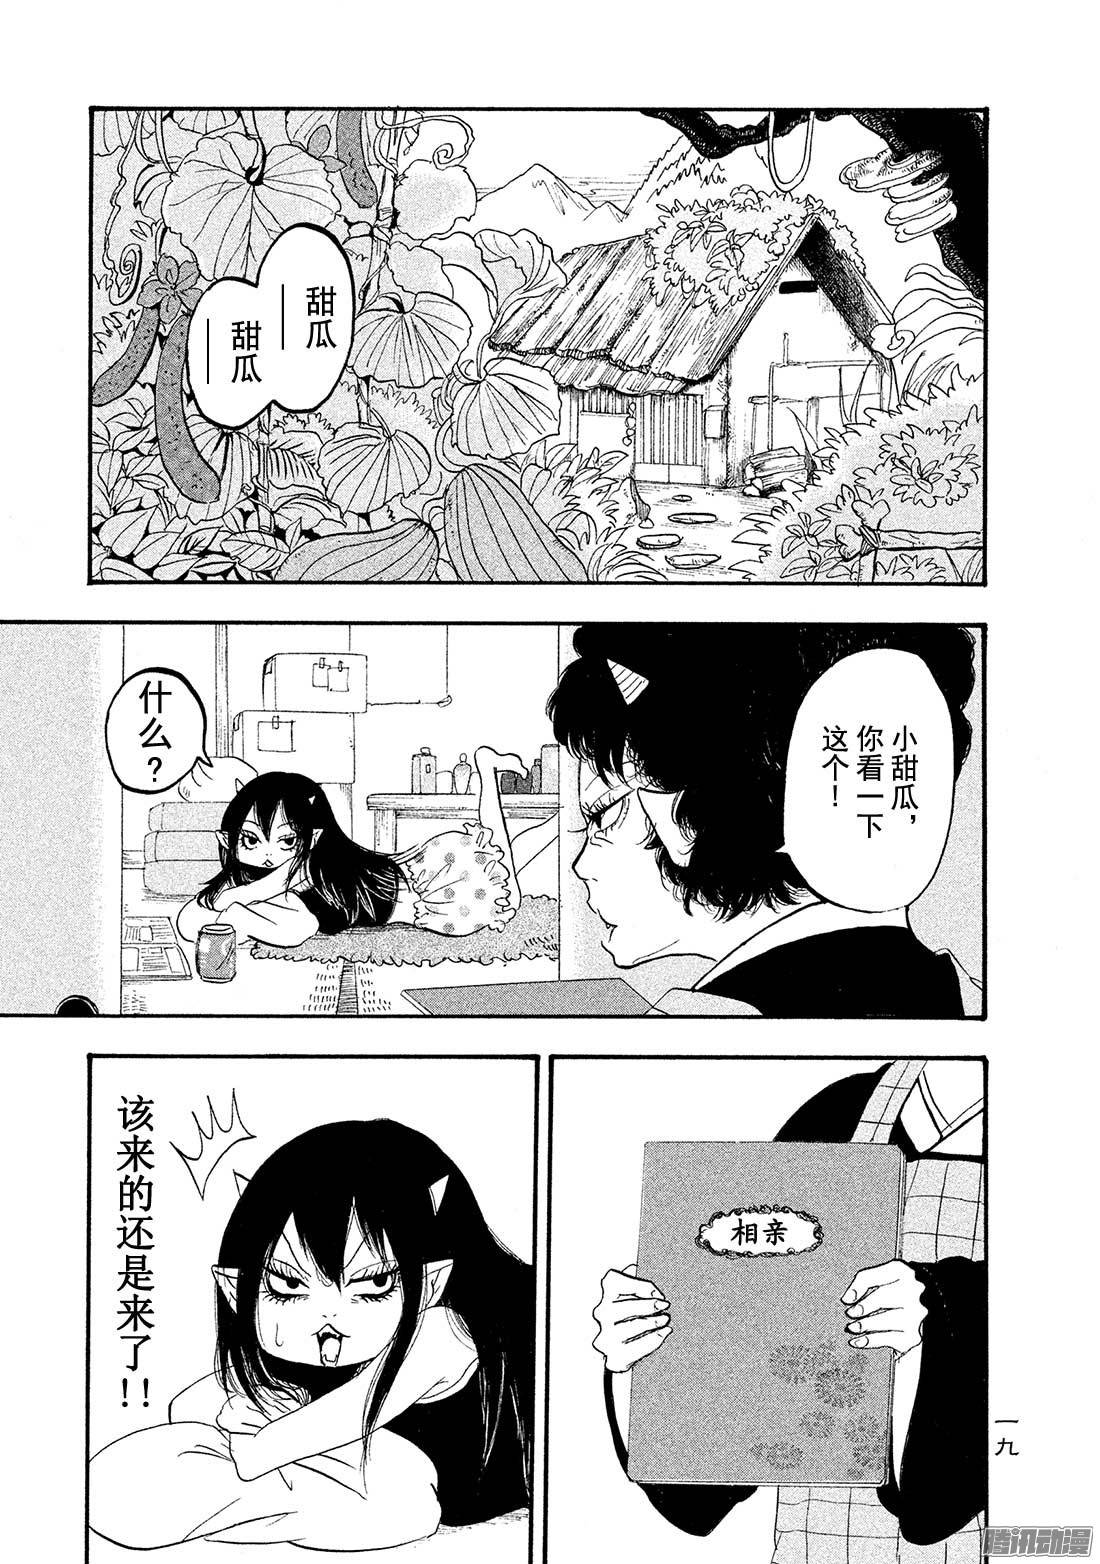 甜瓜——
甜瓜——
小甜瓜，
你看一下
这个！
什么？
相亲
该来的还是来了！！
一九
腾讯动漫